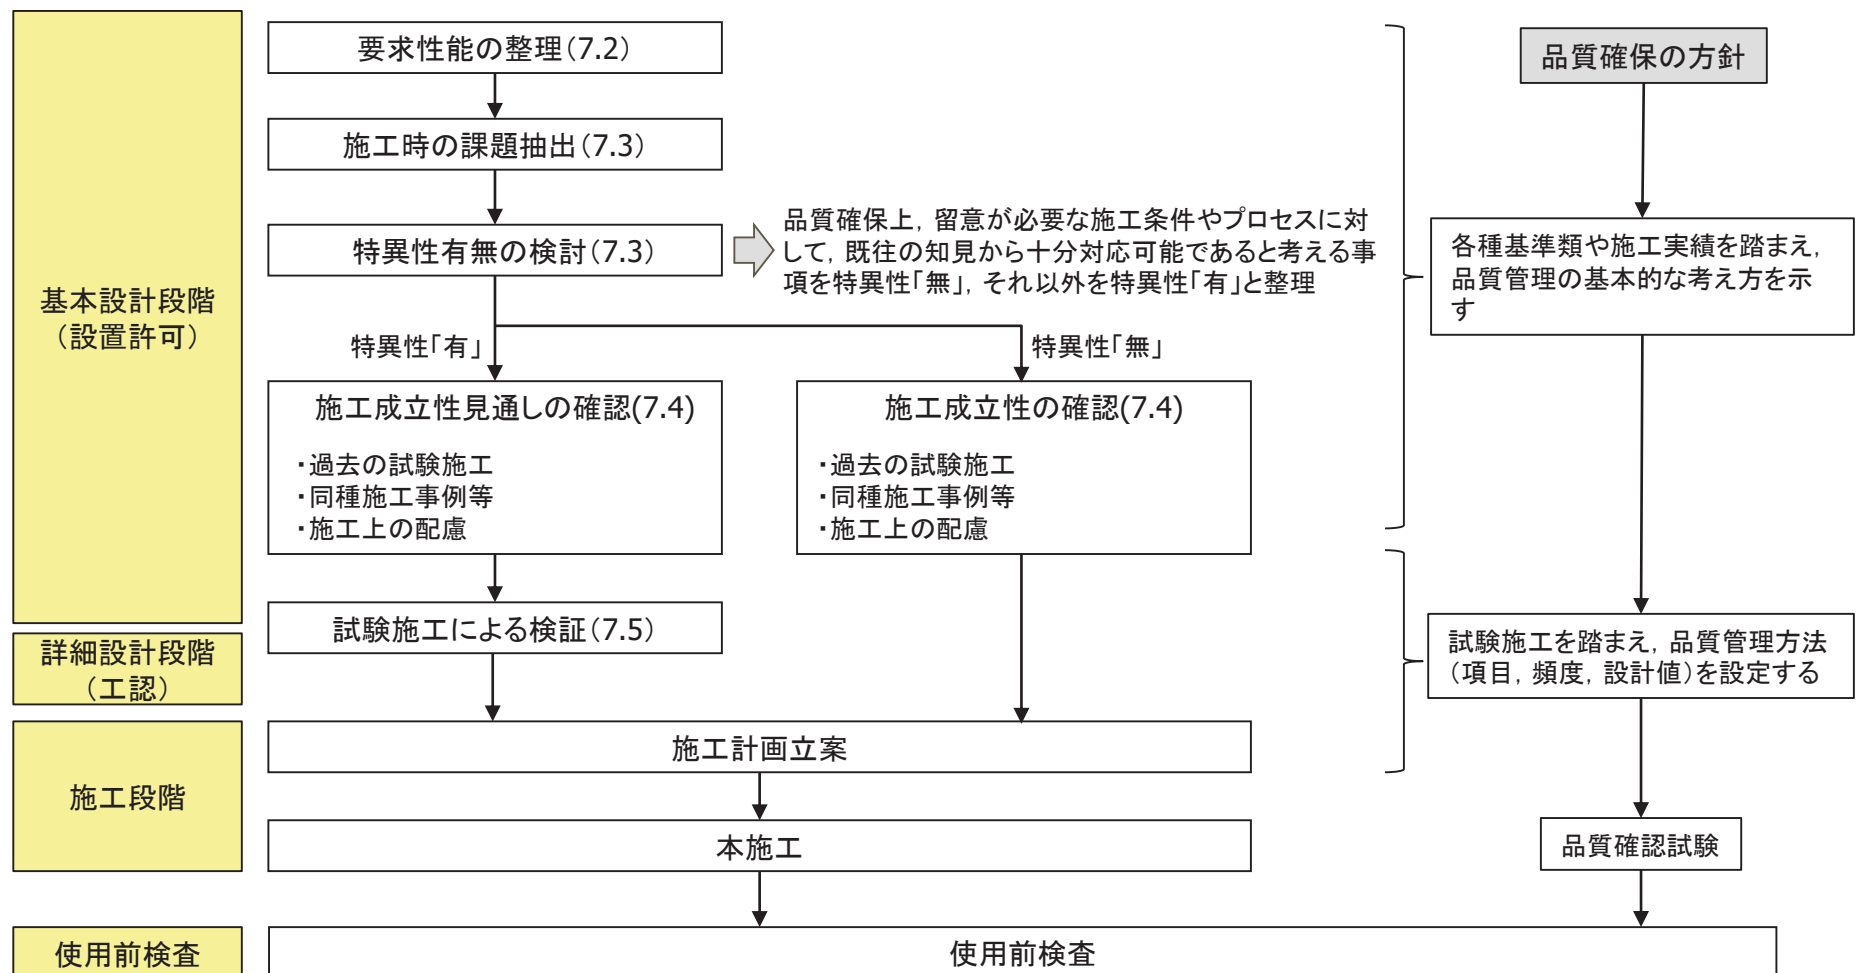 基本設計段階
（設置許可）
詳細設計段階
（工認）
施工段階
使用前検査
要求性能の整理（7.2）
施工時の課題抽出（7.3）
特異性有無の検討（7.3）
品質確保上，留意が必要な施工条件やプロセスに対
して，既往の知見から十分対応可能であると考える事
項を特異性「無」，それ以外を特異性「有」と整理
特異性「有」
特異性「無」
施工成立性見通しの確認(7.4)
・過去の試験施工
・同種施工事例等
・施工上の配慮
施工成立性の確認(7.4)
・過去の試験施工
・同種施工事例等
・施工上の配慮
試験施工による検証（7.5）
施工計画立案
本施工
使用前検査
品質確保の方針
各種基準類や施工実績を踏まえ，
品質管理の基本的な考え方を示
す
試験施工を踏まえ，品質管理方法
（項目，頻度，設計値）を設定する
品質確認試験